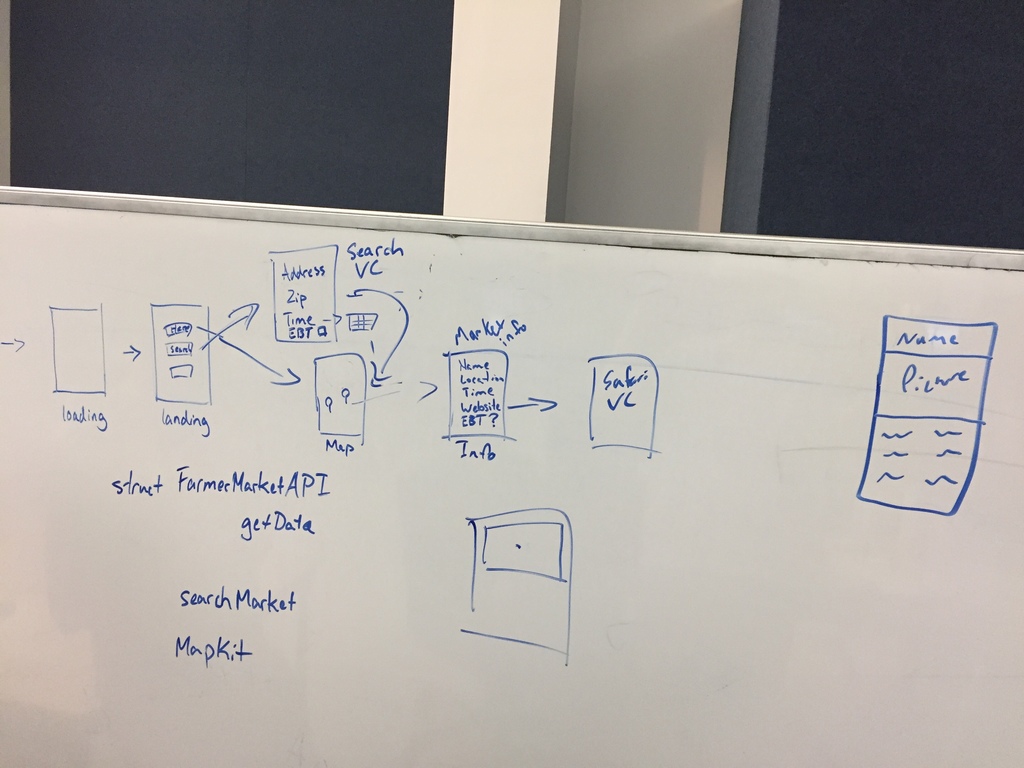 Search
VC
Address
Zip
Time
EBT
loading
search
landing
Map
Market
info
Name
Location
Time
Website
EBT?
Info
Safari
VC
Name
Picture
struct FarmerMarketAPI
getData
searchMarket
MapKit